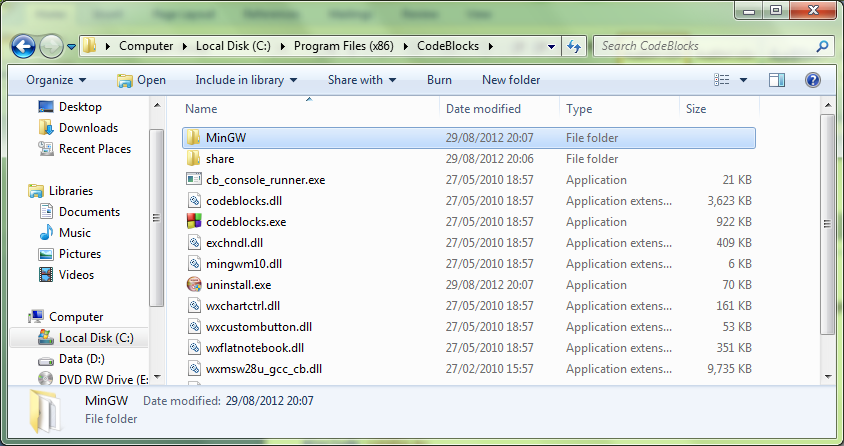 Computer Local Disk (C:) Program Files (x86) CodeBlocks Search CodeBlocks
Organize Open Include in library Share with Burn New folder
Desktop
Downloads
Recent Places
Libraries
Documents
Music
Pictures
Videos
Computer
Local Disk (C:)
Data (D:)
DVD RW Drive (E:
Name Date modified Type Size
MinGW 29/08/2012 20:07 File folder
share 29/08/2012 20:06 File folder
cb_console_runner.exe 27/05/2010 18:57 Application 21 KB
codeblocks.dll 27/05/2010 18:57 Application extens... 3,623 KB
codeblocks.exe 27/05/2010 18:57 Application 922 KB
exchndl.dll 27/05/2010 18:57 Application extens... 409 KB
mingwm10.dll 27/05/2010 18:57 Application extens... 6 KB
uninstall.exe 29/08/2012 20:07 Application 70 KB
wxchartctrl.dll 27/05/2010 18:57 Application extens... 161 KB
wxcustombutton.dll 27/05/2010 18:57 Application extens... 53 KB
wxflatnotebook.dll 27/05/2010 18:57 Application extens... 351 KB
wxmsw28u_gcc_cb.dll 27/02/2010 15:57 Application extens... 9,735 KB
MinGW Date modified: 29/08/2012 20:07
File folder